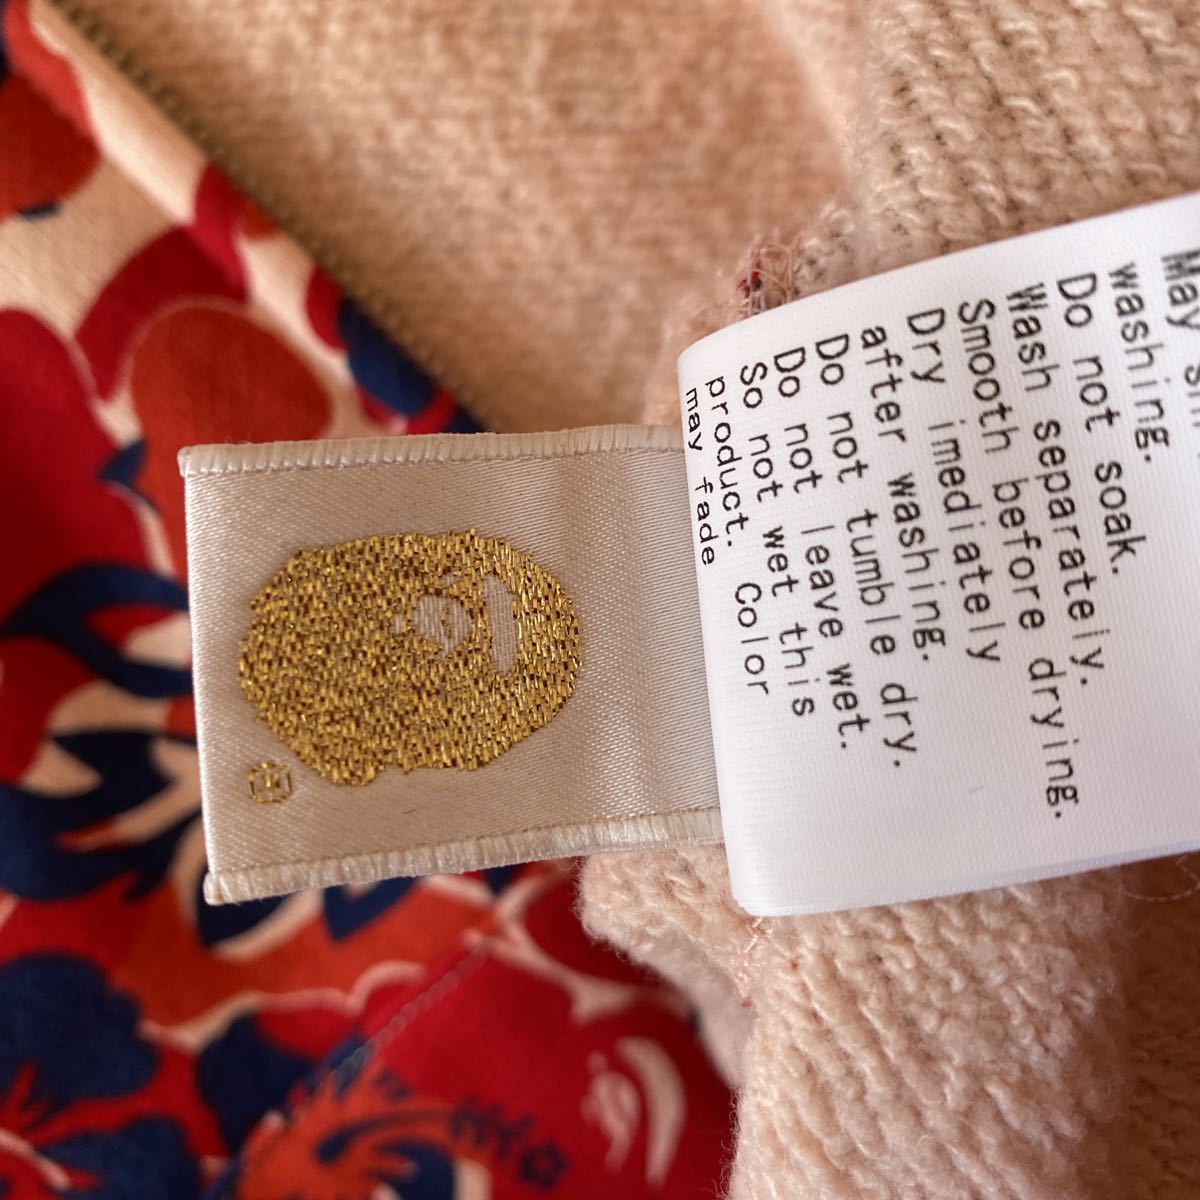 May
washing.
Do not soak.
Wash separately.
Smooth before drying.
Dry imediately
after washing.
Do not tumble dry.
Do not leave wet.
So not wet this
product. Color
may fade